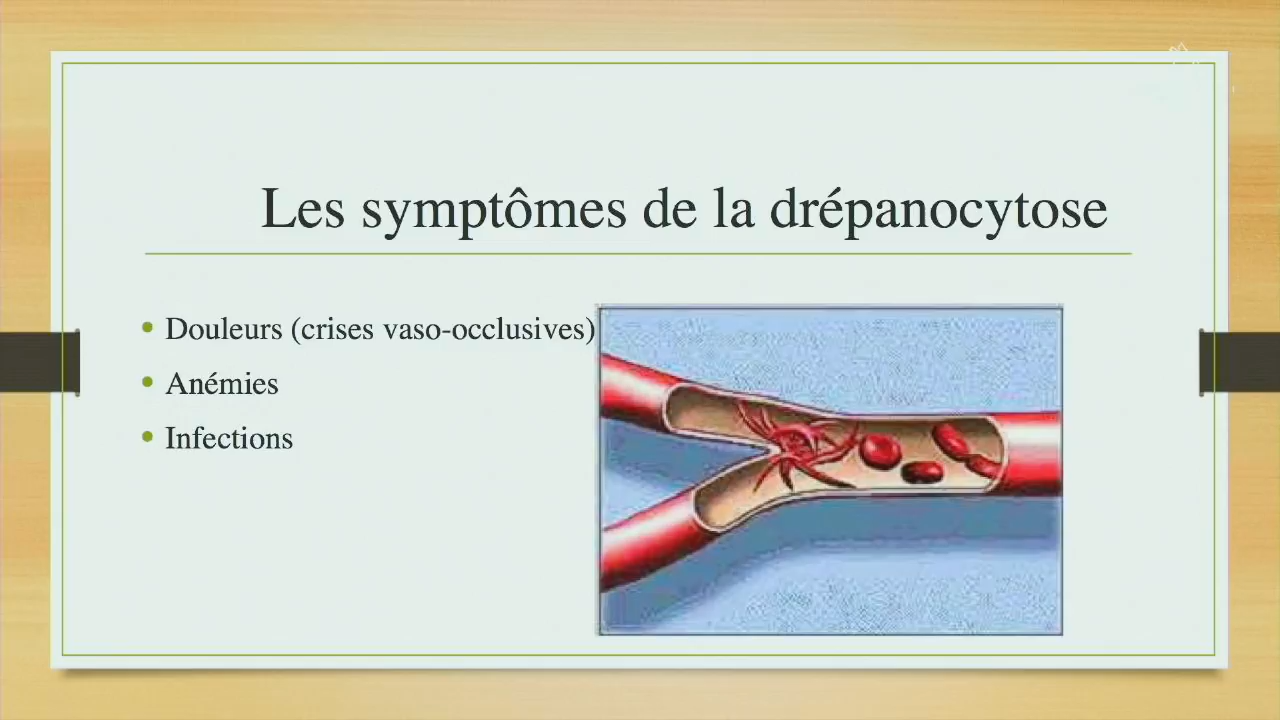 Les symptômes de la drépanocytose
• Douleurs (crises vaso-occlusives)
• Anémies
• Infections